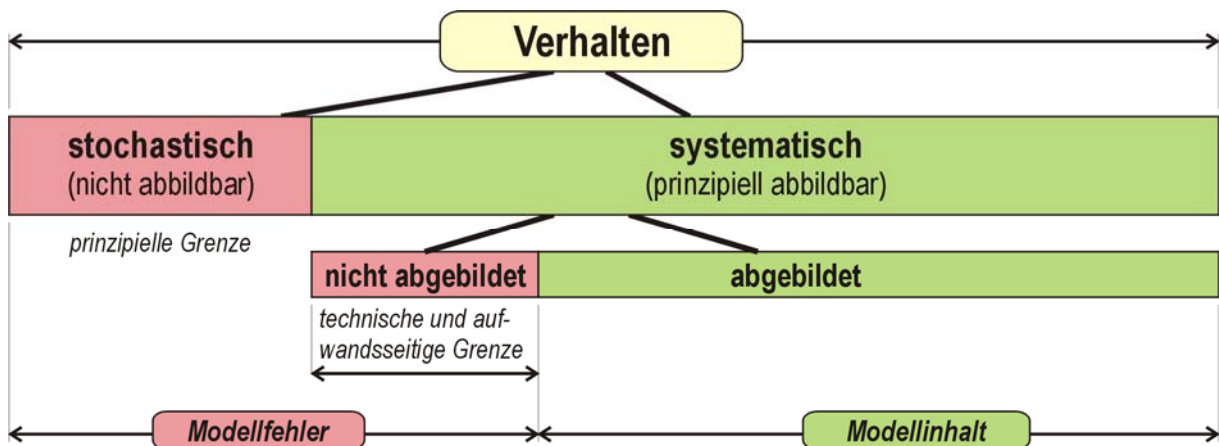 Verhalten
stochastisch
(nicht abbildbar)
systematisch
(prinzipiell abbildbar)
prinzipielle Grenze
nicht abgebildet
abgebildet
technische und auf-
wandsseitige Grenze
Modellfehler
Modellinhalt